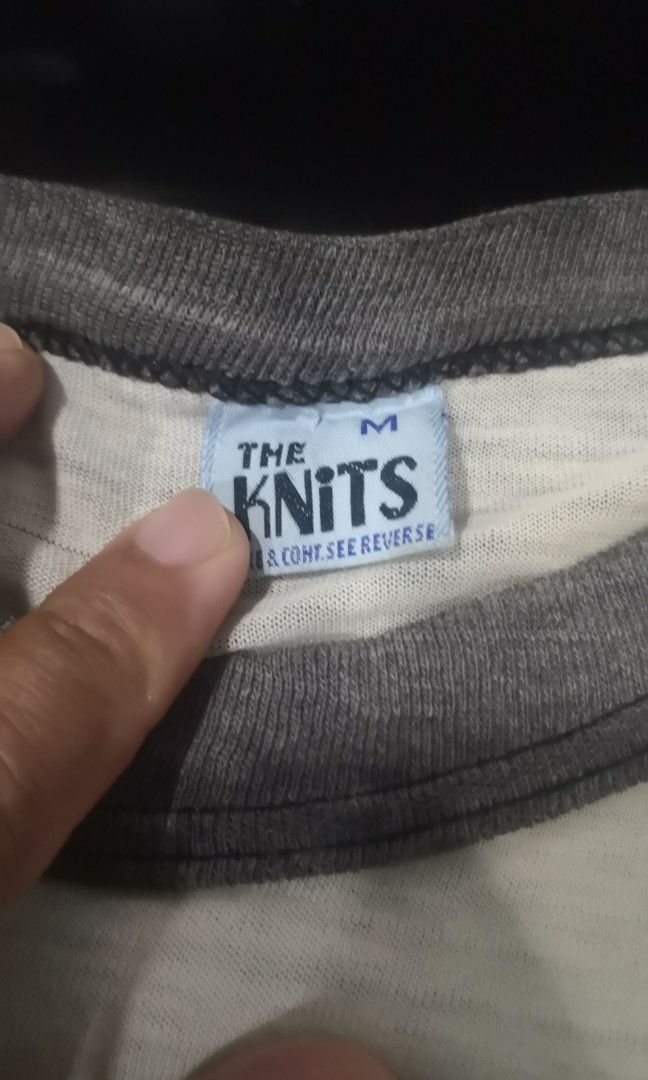 M
THE
KNiTS
& CONT. SEE REVERSE